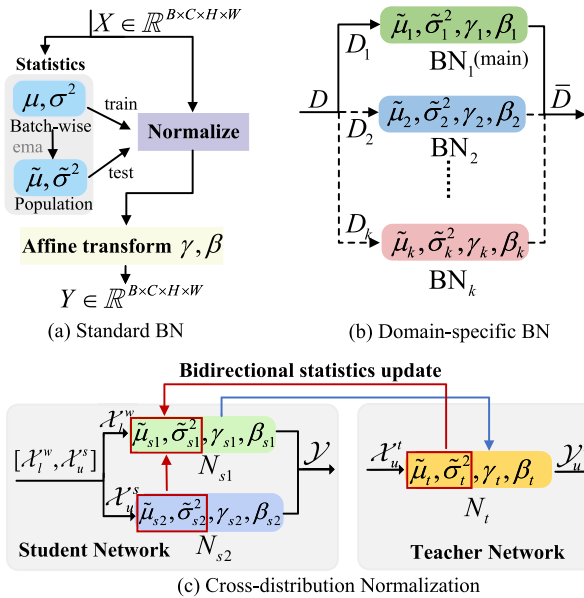 X ∈ ℝ^{B×C×H×W}
Statistics
μ, σ²
Batch-wise
ema
μ̃, σ̃²
Population
train
test
Normalize
Affine transform γ, β
Y ∈ ℝ^{B×C×H×W}
(a) Standard BN
D
D₁
μ̃₁, σ̃₁², γ₁, β₁
BN₁(main)
D₂
μ̃₂, σ̃₂², γ₂, β₂
BN₂
D_k
μ̃_k, σ̃_k², γ_k, β_k
BN_k
D̄
(b) Domain-specific BN
Bidirectional statistics update
[𝒳_l^w, 𝒳_u^s]
𝒳_l^w
μ̃_{s1}, σ̃_{s1}², γ_{s1}, β_{s1}
N_{s1}
𝒳_u^s
μ̃_{s2}, σ̃_{s2}², γ_{s2}, β_{s2}
N_{s2}
𝒴
Student Network
𝒳_u^t
μ̃_t, σ̃_t², γ_t, β_t
N_t
𝒴_u
Teacher Network
(c) Cross-distribution Normalization